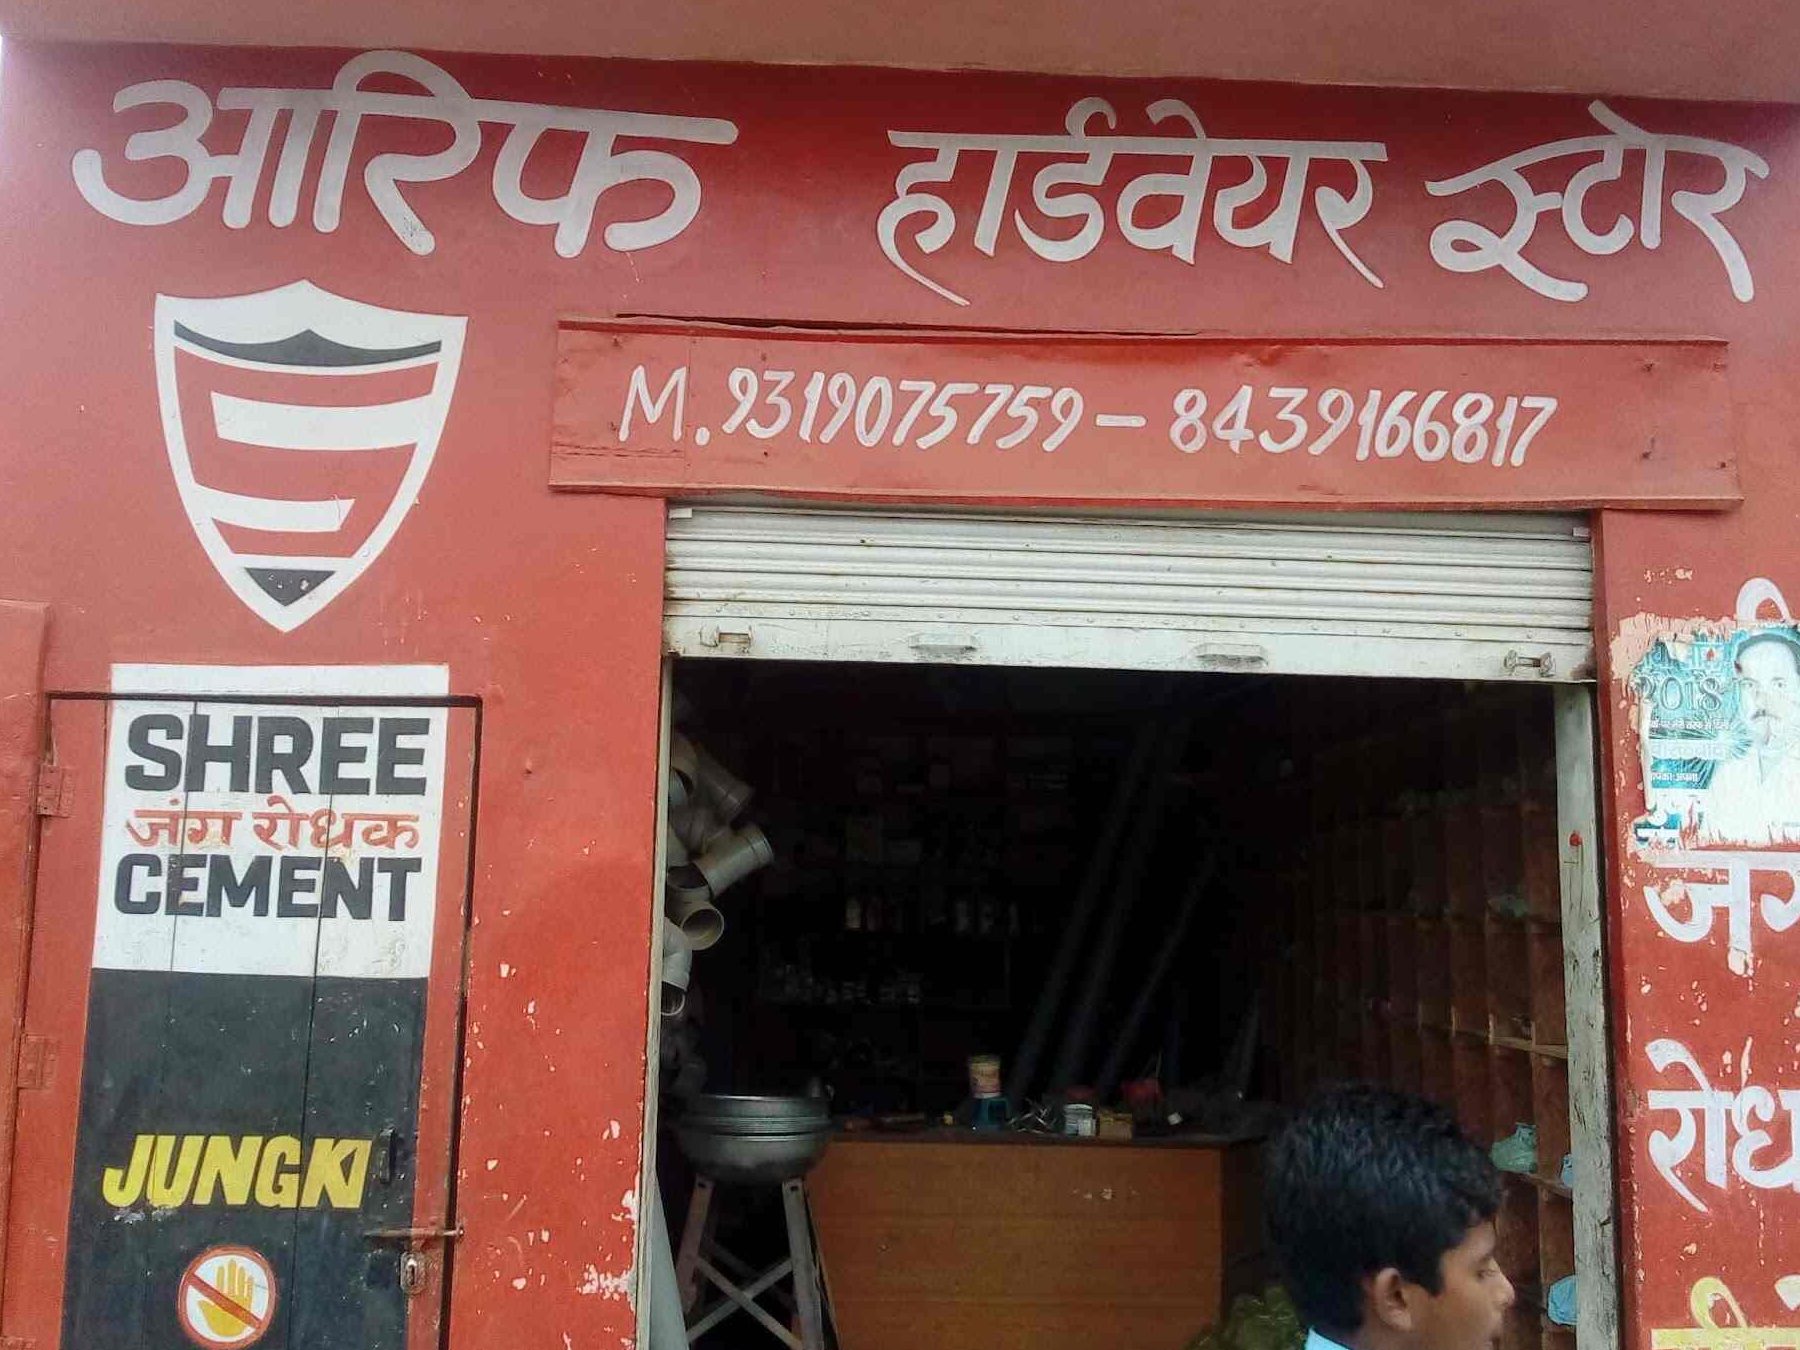 आरिफ हार्डवेयर स्टोर
M. 9319075759 – 8439166817
SHREE
जंग रोधक
CEMENT
JUNGKI
2018
जंग
रोध